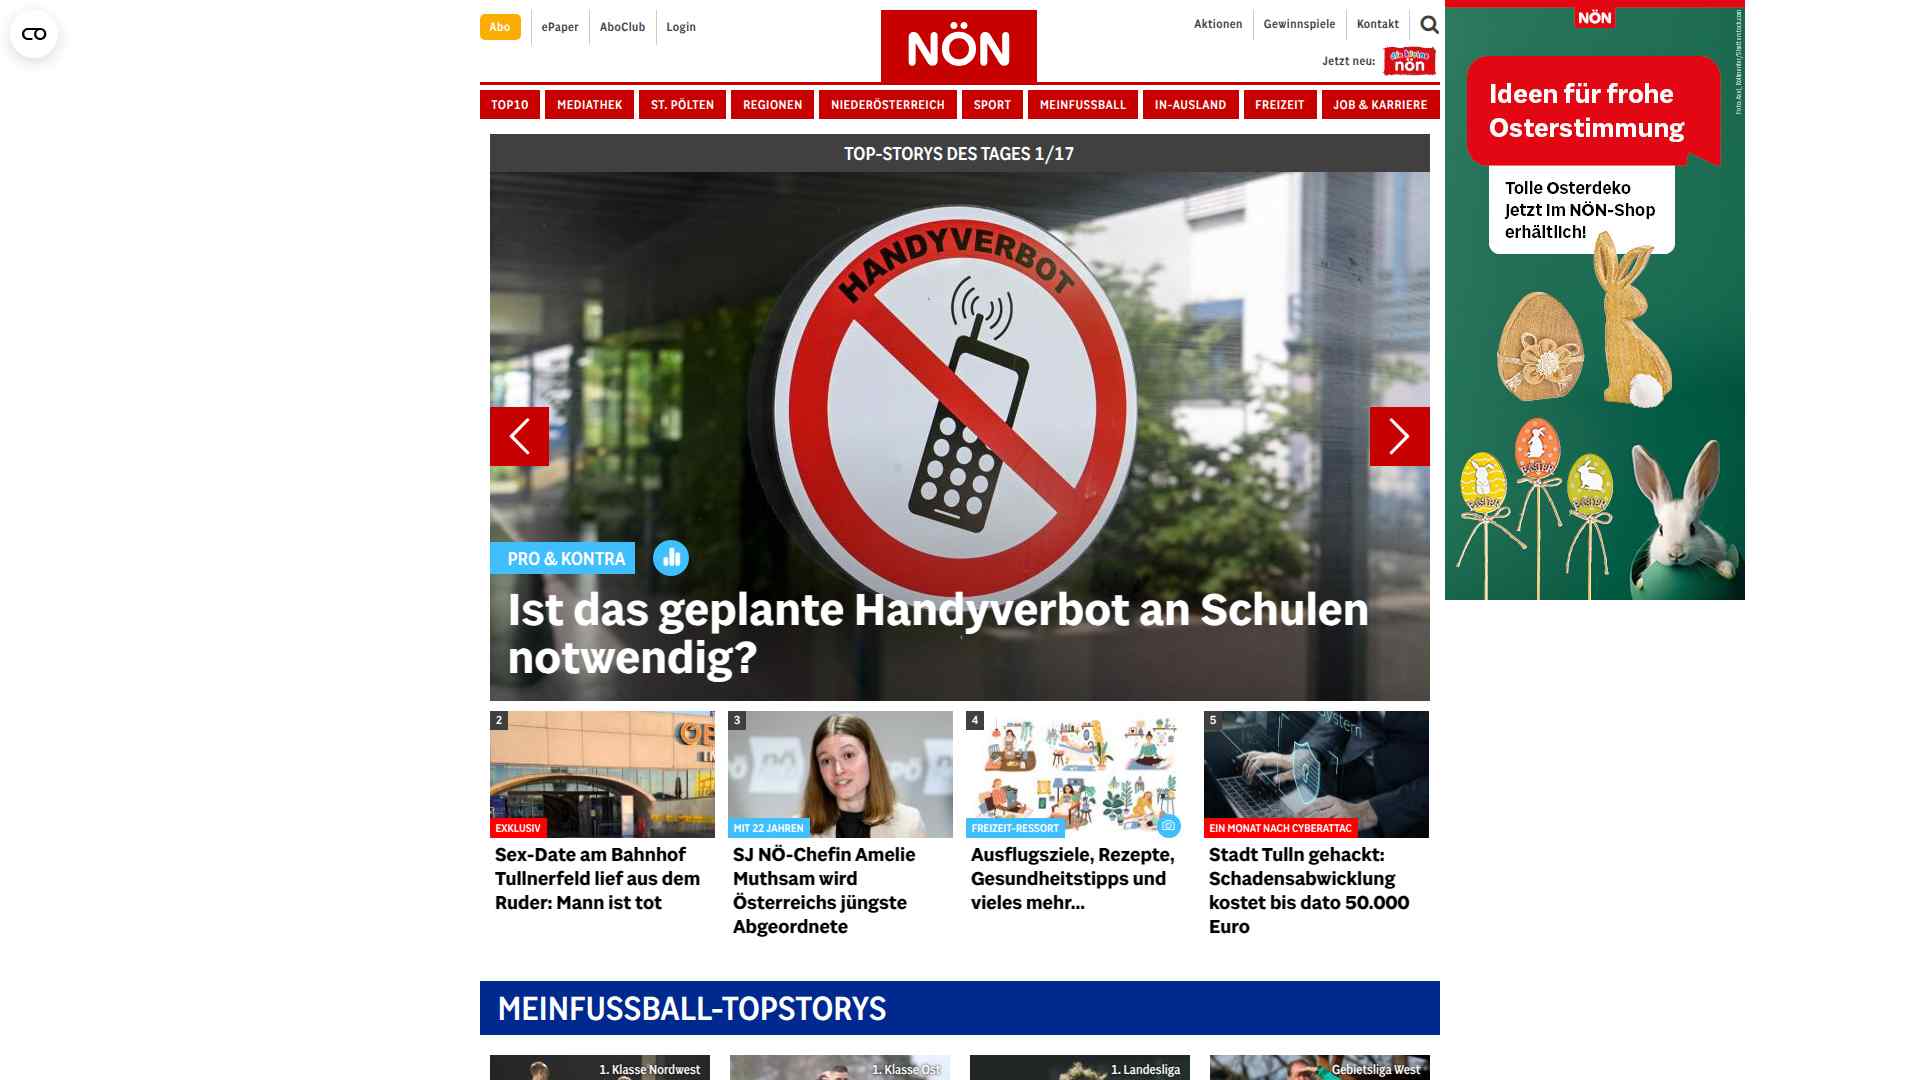 Abo
ePaper
AboClub
Login
NÖN
Aktionen
Gewinnspiele
Kontakt
Jetzt neu:
die kleine
nön
TOP10
MEDIATHEK
ST. PÖLTEN
REGIONEN
NIEDERÖSTERREICH
SPORT
MEINFUSSBALL
IN-AUSLAND
FREIZEIT
JOB & KARRIERE
TOP-STORYS DES TAGES 1/17
HANDYVERBOT
PRO & KONTRA
Ist das geplante Handyverbot an Schulen
notwendig?
2
EXKLUSIV
Sex-Date am Bahnhof
Tullnerfeld lief aus dem
Ruder: Mann ist tot
3
MIT 22 JAHREN
SJ NÖ-Chefin Amelie
Muthsam wird
Österreichs jüngste
Abgeordnete
4
FREIZEIT-RESSORT
Ausflugsziele, Rezepte,
Gesundheitstipps und
vieles mehr...
5
EIN MONAT NACH CYBERATTAC
Stadt Tulln gehackt:
Schadensabwicklung
kostet bis dato 50.000
Euro
MEINFUSSBALL-TOPSTORYS
1. Klasse Nordwest
1. Klasse Ost
1. Landesliga
Gebietsliga West
NÖN
Ideen für frohe
Osterstimmung
Tolle Osterdeko
jetzt im NÖN-Shop
erhältlich!
EASTER
EASTER
EASTER